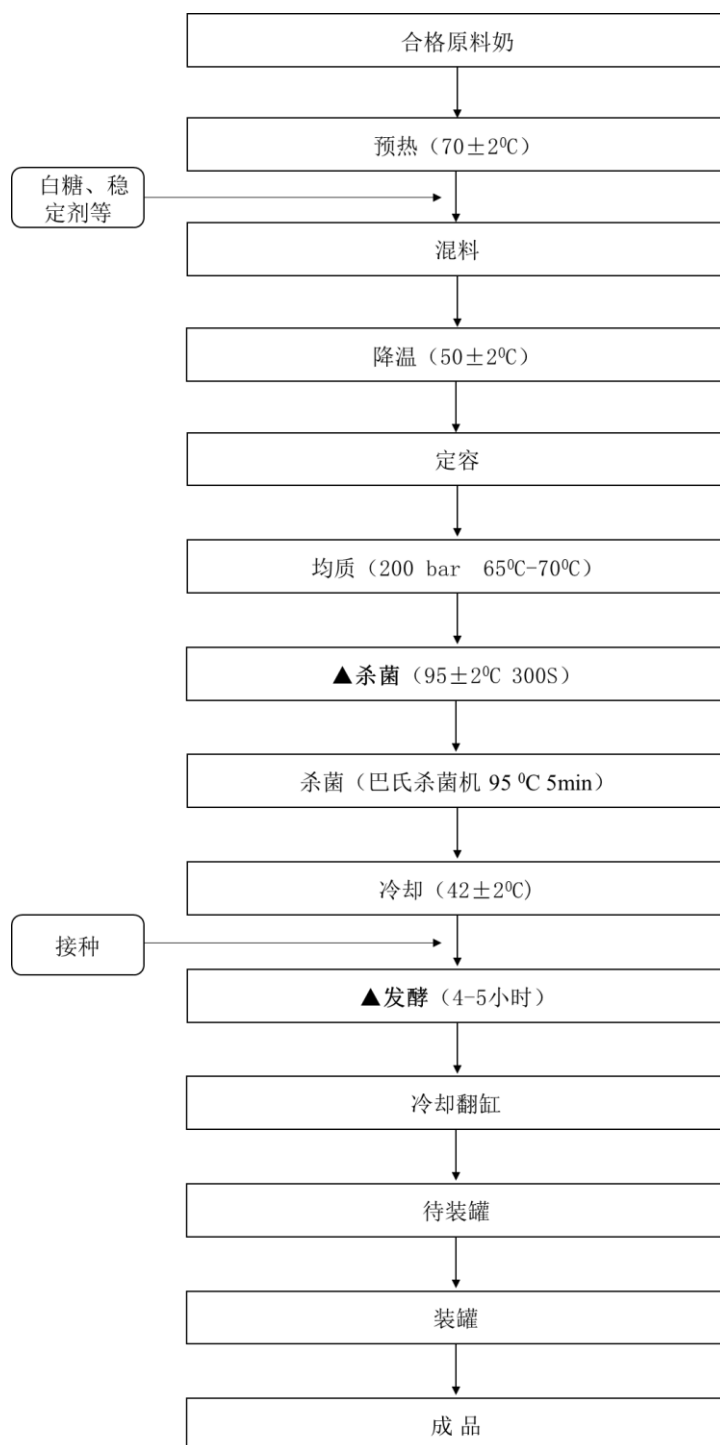 合格原料奶
预热（70±2⁰C）
白糖、稳
定剂等
混料
降温（50±2⁰C）
定容
均质（200 bar  65⁰C-70⁰C）
▲杀菌（95±2⁰C 300S）
杀菌（巴氏杀菌机 95 ⁰C 5min）
冷却（42±2⁰C)
接种
▲发酵（4-5小时）
冷却翻缸
待装罐
装罐
成 品